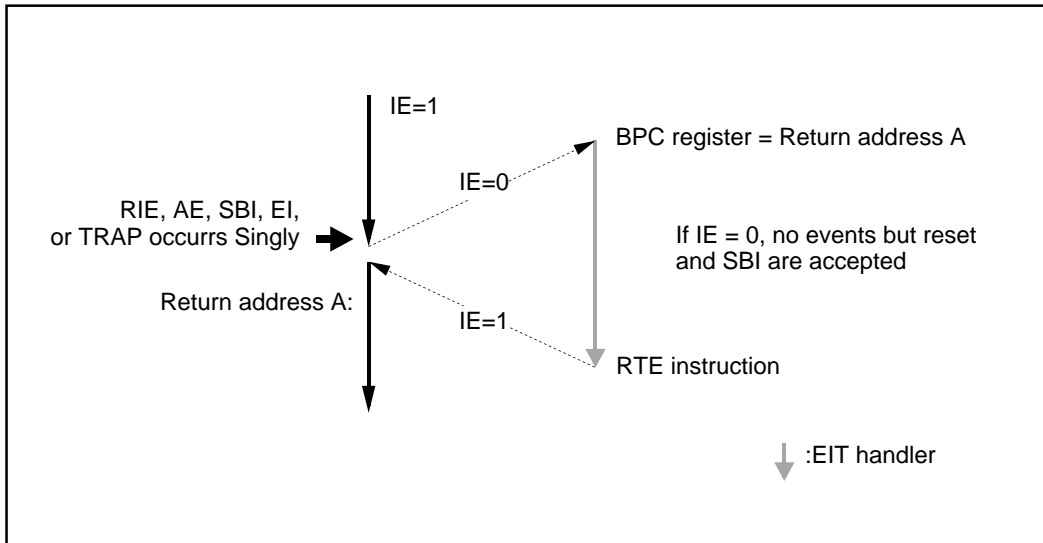 IE=1
BPC register = Return address A
IE=0
RIE, AE, SBI, EI,
or TRAP occurrs Singly
If IE = 0, no events but reset
and SBI are accepted
Return address A:
IE=1
RTE instruction
:EIT handler